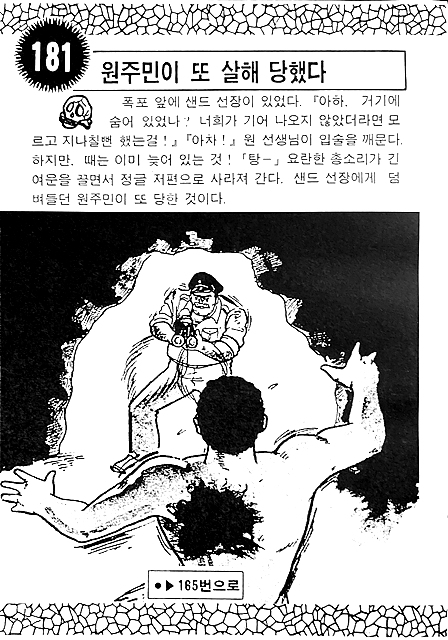 181
원주민이 또 살해 당했다
폭포 앞에 샌드 선장이 있었다. 『아하, 거기에
숨어 있었나? 너희가 기어 나오지 않았더라면 모
르고 지나칠뻔 했는걸!』『아차!』원 선생님이 입술을 깨문다.
하지만, 때는 이미 늦어 있는 것! 「탕—」 요란한 총소리가 긴
여운을 끌면서 정글 저편으로 사라져 간다. 샌드 선장에게 덤
벼들던 원주민이 또 당한 것이다.
●▶165번으로